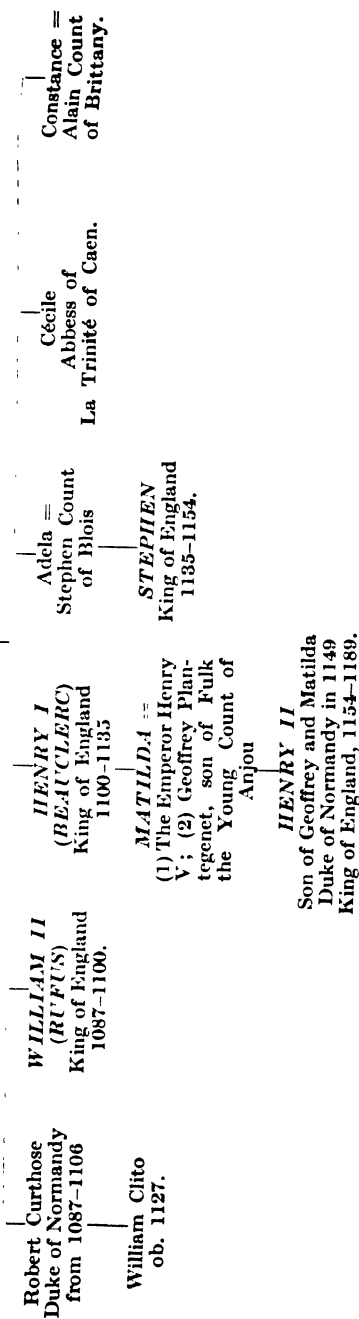 Robert Curthose
Duke of Normandy
from 1087–1106
William Clito
ob. 1127.
WILLIAM II
(RUFUS)
King of England
1087–1100.
HENRY I
(BEAUCLERC)
King of England
1100–1135
MATILDA =
(1) The Emperor Henry
V; (2) Geoffrey Plan-
tegenet, son of Fulk
the Young Count of
Anjou
HENRY II
Son of Geoffrey and Matilda
Duke of Normandy in 1149
King of England, 1154–1189.
Adela =
Stephen Count
of Blois
STEPHEN
King of England
1135–1154.
Cécile
Abbess of
La Trinité of Caen.
Constance =
Alain Count
of Brittany.